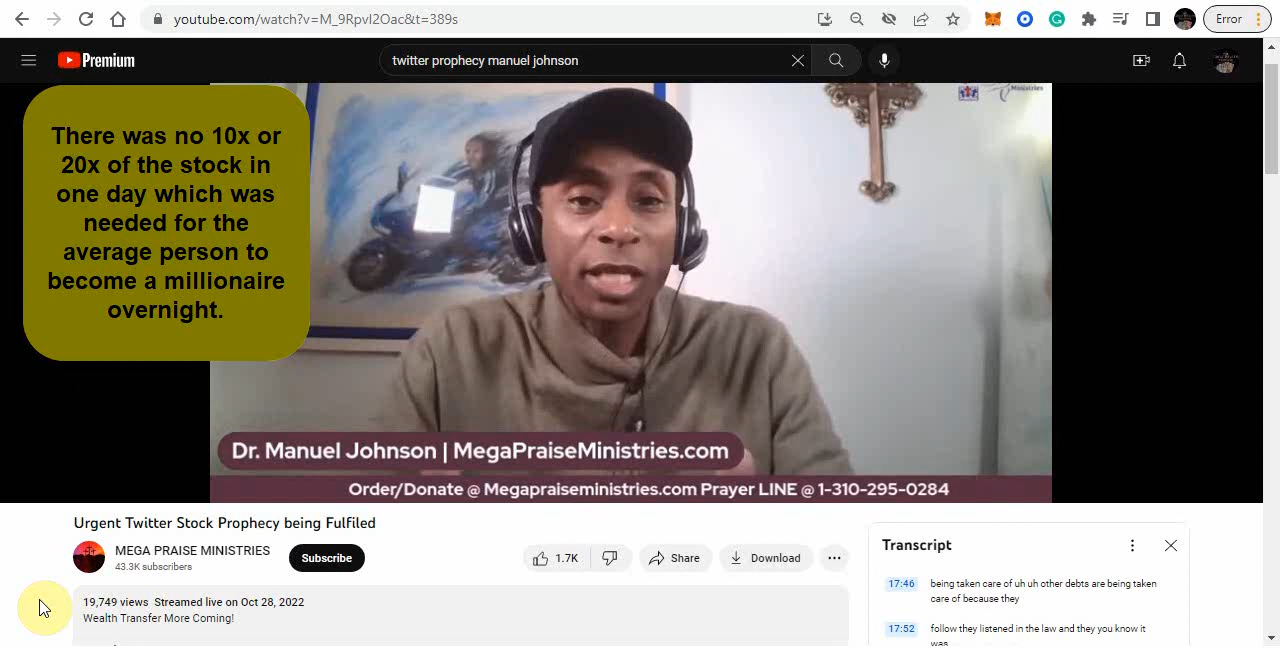 youtube.com/watch?v=M_9RpvI2Oac&t=389s
Error
Premium
twitter prophecy manuel johnson
Ministries
There was no 10x or
20x of the stock in
one day which was
needed for the
average person to
become a millionaire
overnight.
Dr. Manuel Johnson | MegaPraiseMinistries.com
Order/Donate @ Megapraiseministries.com Prayer LINE @ 1-310-295-0284
Urgent Twitter Stock Prophecy being Fulfiled
MEGA PRAISE MINISTRIES
43.3K subscribers
Subscribe
1.7K
Share
Download
19,749 views Streamed live on Oct 28, 2022
Wealth Transfer More Coming!
Transcript
17:46 being taken care of uh uh other debts are being taken
care of because they
17:52 follow they listened in the law and they you know it
was